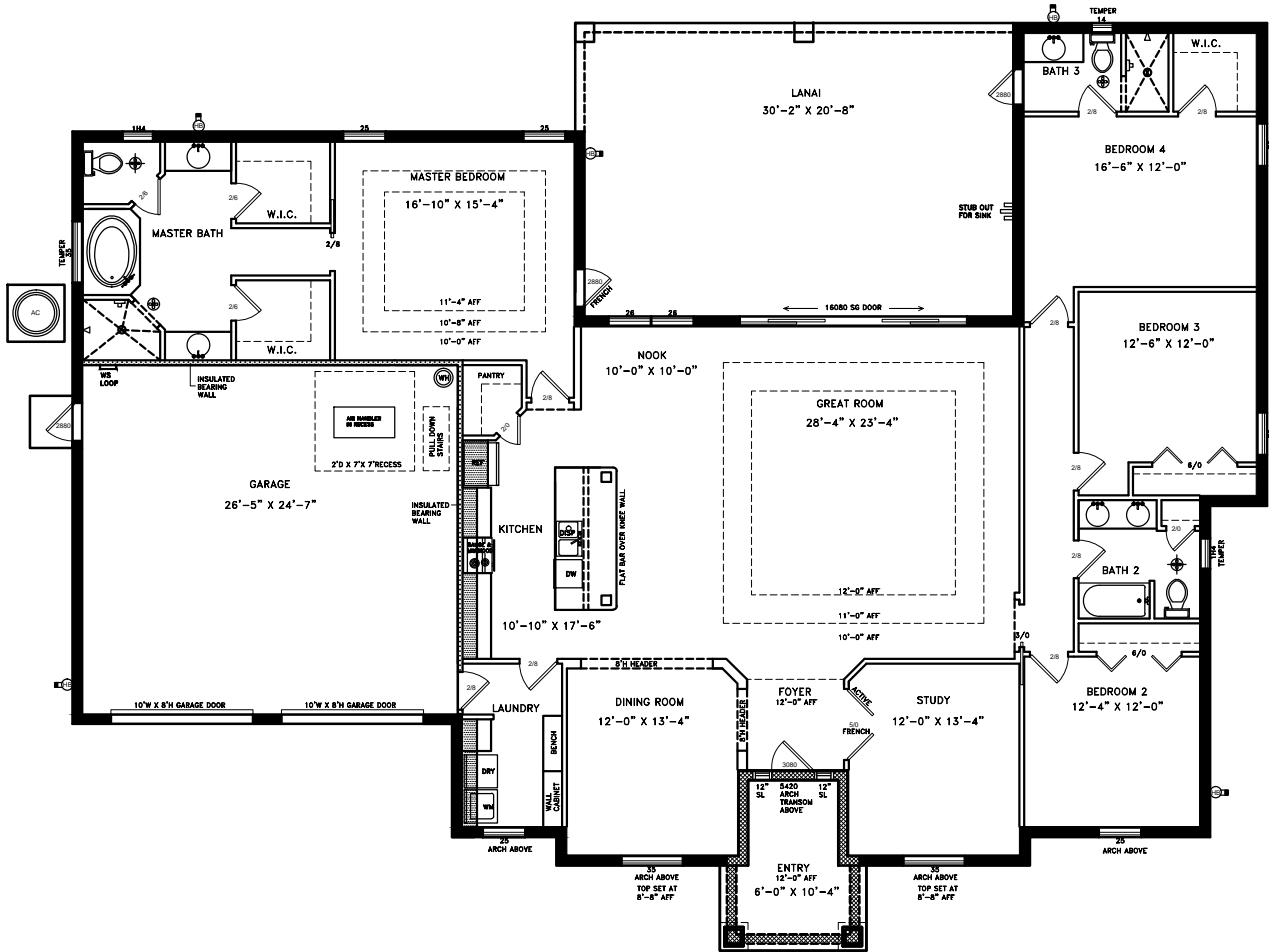 TEMPER
14
HB
W.I.C.
BATH 3
2880
2/8
2/8
LANAI
30'-2" X 20'-8"
HB
BEDROOM 4
16'-6" X 12'-0"
STUB OUT
FOR SINK
2880
FRENCH
16080 SG DOOR
26
26
1H4
HB
25
25
2/6
2/6
W.I.C.
MASTER BATH
TEMPER
35
2/8
MASTER BEDROOM
16'-10" X 15'-4"
11'-4" AFF
10'-8" AFF
10'-0" AFF
AC
2/6
W.I.C.
WS
LOOP
INSULATED
BEARING
WALL
2880
WH
AIR HANDLER
ON RECESS
PULL DOWN
STAIRS
2'D X 7'X 7'RECESS
GARAGE
26'-5" X 24'-7"
INSULATED
BEARING
WALL
10'W X 8'H GARAGE DOOR
10'W X 8'H GARAGE DOOR
HB
PANTRY
2/0
2/8
NOOK
10'-0" X 10'-0"
REF
KITCHEN
DISP
DW
FLAT BAR OVER KNEE WALL
10'-10" X 17'-6"
GREAT ROOM
28'-4" X 23'-4"
12'-0" AFF
11'-0" AFF
10'-0" AFF
2/8
BEDROOM 3
12'-6" X 12'-0"
2/8
6/0
2/0
2/8
BATH 2
1H4
TEMPER
3/0
2/8
6/0
BEDROOM 2
12'-4" X 12'-0"
HB
25
ARCH ABOVE
2/8
2/8
LAUNDRY
BENCH
WALL
CABINET
DRY
WM
25
ARCH ABOVE
8'H HEADER
DINING ROOM
12'-0" X 13'-4"
8'H HEADER
FOYER
12'-0" AFF
ACTIVE
5/0
FRENCH
3080
STUDY
12'-0" X 13'-4"
12"
SL
5420
ARCH
TRANSOM
ABOVE
12"
SL
ENTRY
12'-0" AFF
6'-0" X 10'-4"
35
ARCH ABOVE
TOP SET AT
8'-8" AFF
35
ARCH ABOVE
TOP SET AT
8'-8" AFF